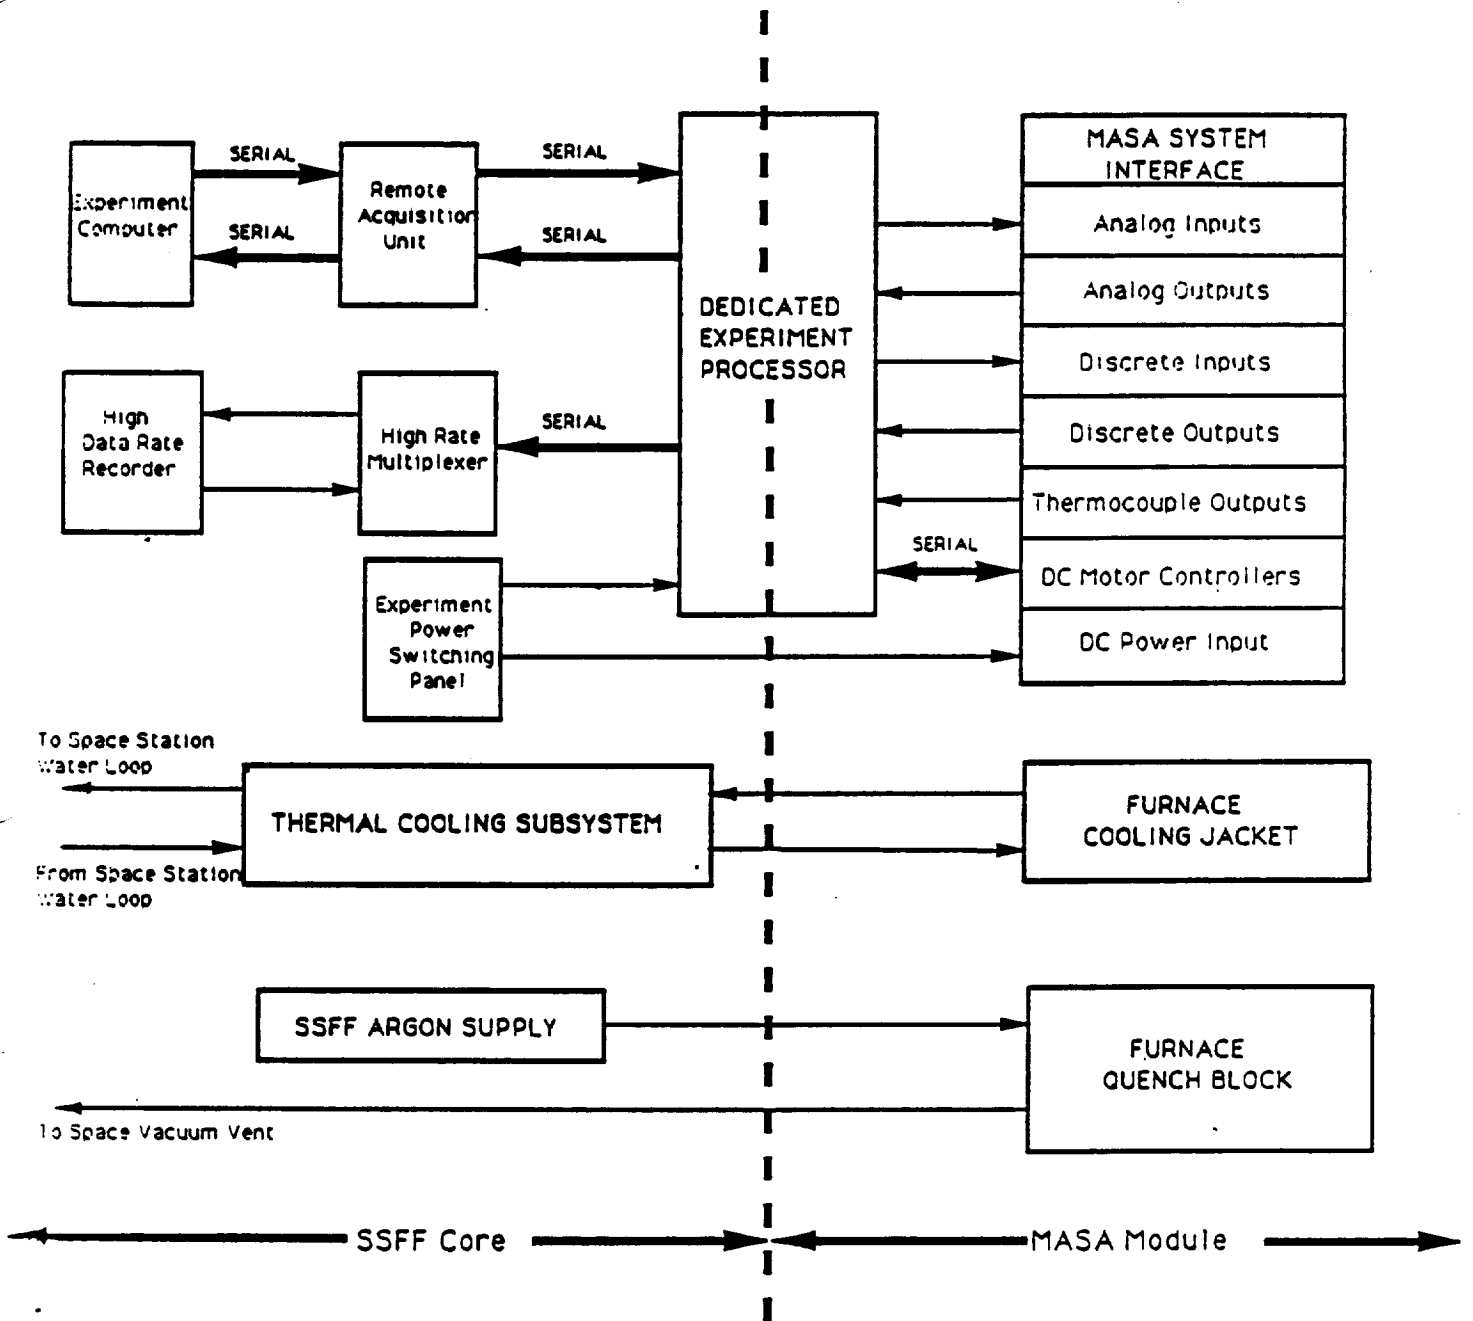 SERIAL
SERIAL
Experiment
Computer
SERIAL
Remote
Acquisition
Unit
SERIAL
DEDICATED
EXPERIMENT
PROCESSOR
MASA SYSTEM
INTERFACE
Analog Inputs
Analog Outputs
Discrete Inputs
Discrete Outputs
Thermocouple Outputs
SERIAL
DC Motor Controllers
DC Power Input
High
Data Rate
Recorder
High Rate
Multiplexer
SERIAL
Experiment
Power
Switching
Panel
To Space Station
Water Loop
THERMAL COOLING SUBSYSTEM
From Space Station
Water Loop
FURNACE
COOLING JACKET
SSFF ARGON SUPPLY
FURNACE
QUENCH BLOCK
To Space Vacuum Vent
SSFF Core
MASA Module